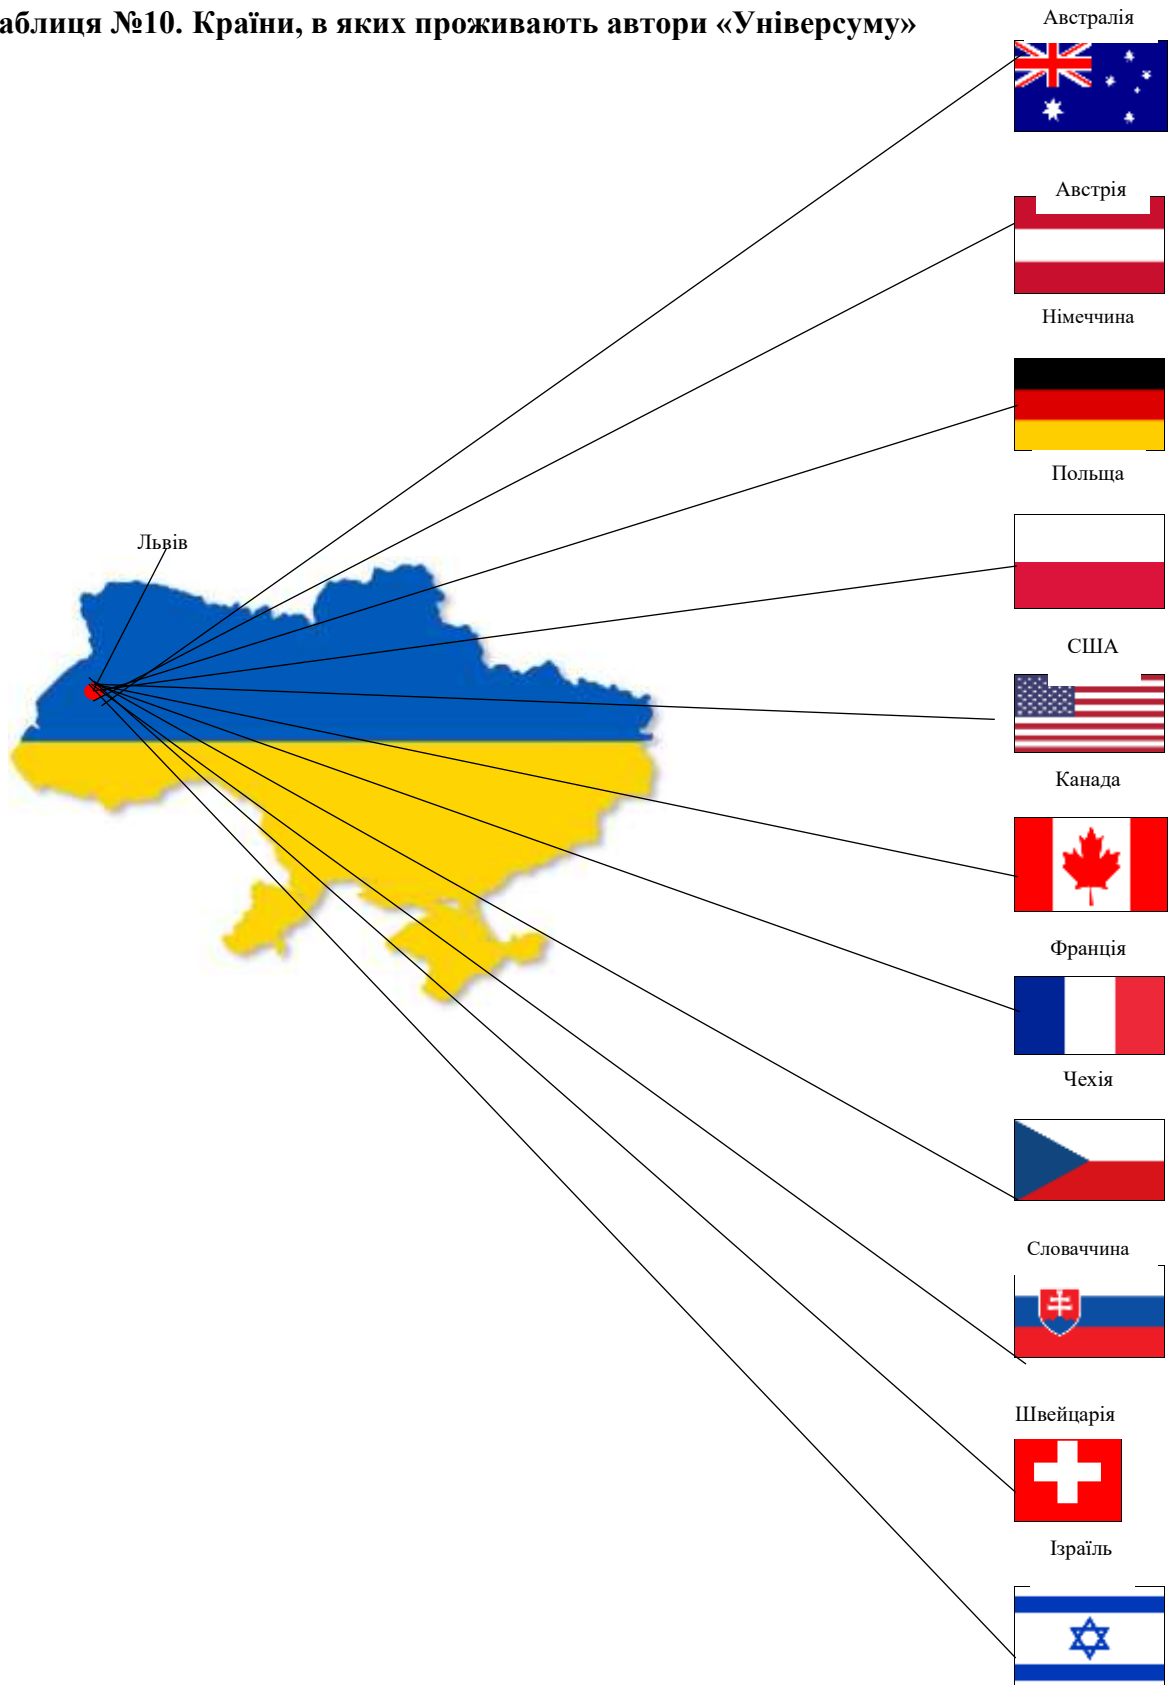 аблиця №10. Країни, в яких проживають автори «Універсуму»
Австралія
Австрія
Німеччина
Польща
Львів
США
Канада
Франція
Чехія
Словаччина
Швейцарія
Ізраїль